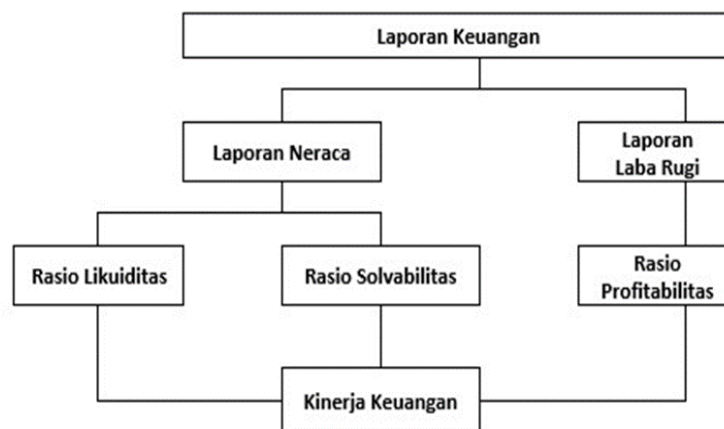 Laporan Keuangan
Laporan Neraca
Laporan
Laba Rugi
Rasio Likuiditas
Rasio Solvabilitas
Rasio
Profitabilitas
Kinerja Keuangan